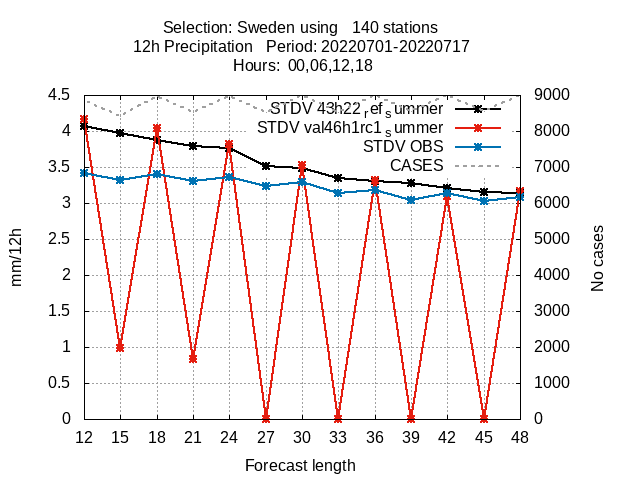 Selection: Sweden using 140 stations
12h Precipitation Period: 20220701-20220717
Hours: 00,06,12,18
STDV 43h22_ref_summer
STDV val46h1rc1_summer
STDV OBS
CASES
4.5
4
3.5
3
2.5
2
1.5
1
0.5
0
9000
8000
7000
6000
5000
4000
3000
2000
1000
0
mm/12h
No cases
12 15 18 21 24 27 30 33 36 39 42 45 48
Forecast length